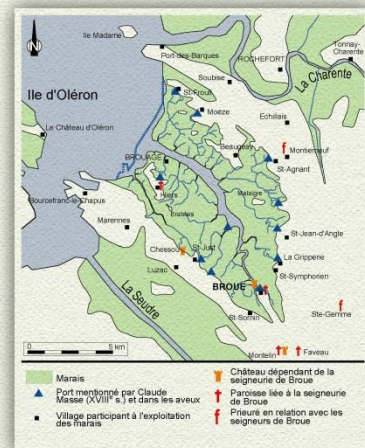 Ile Madame
N
Port-des-Barques
Tonnay-
Charente
ROCHEFORT
Soubise
La Charente
St-Froult
Ile d'Oléron
Moëze
Echillais
Le Château d'Oléron
BROUAGE
Beaugeay
Monterneuf
St-Agnant
Hiers
Bourcefranc-le-Chapus
Erablais
Malaigre
Marennes
St-Jean-d'Angle
Chessou
St-Just
La Gripperie
Luzac
St-Symphorien
BROUE
La Seudre
Ste-Gemme
St-Sornin
Montelin
Faveau
0
5 km
Marais
Port mentionné par Claude
Masse (XVIII° s.) et dans les aveux
Village participant à l'exploitation
des marais
Château dépendant de la
seigneurie de Broue
Paroisse liée à la seigneurie
de Broue
Prieuré en relation avec les
seigneurs de Broue